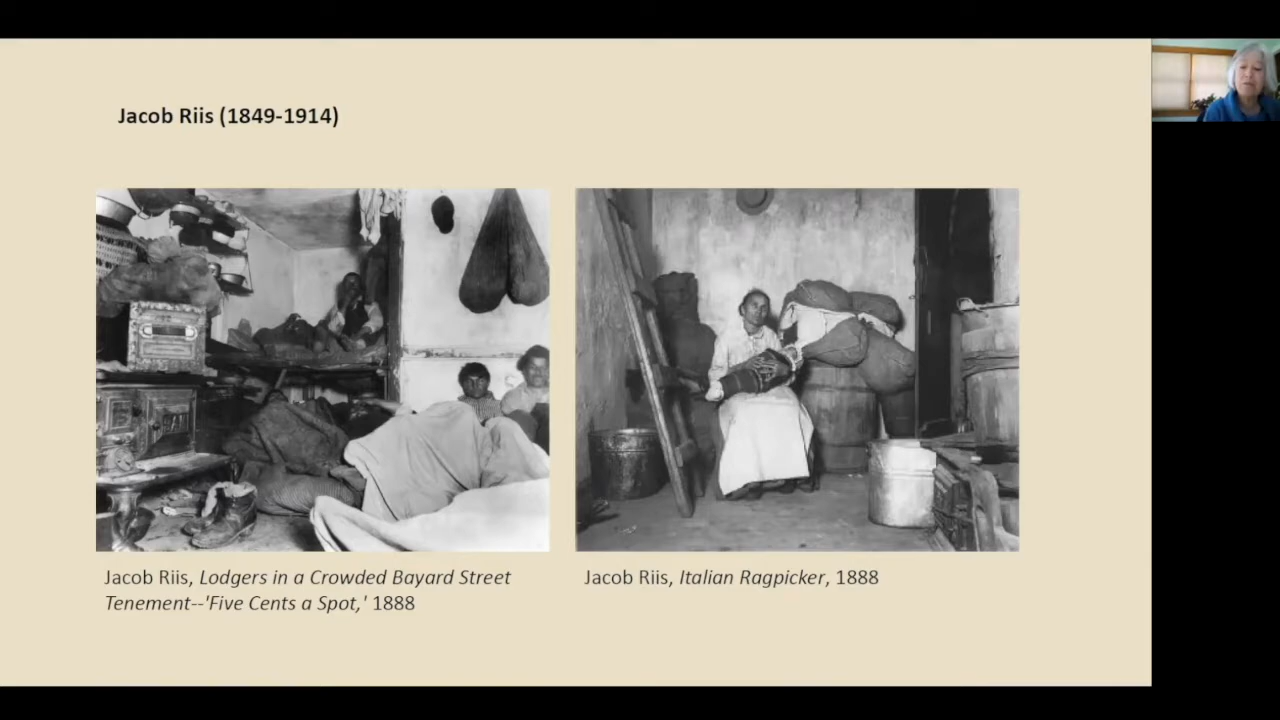 Jacob Riis (1849-1914)
Jacob Riis, Lodgers in a Crowded Bayard Street
Tenement--'Five Cents a Spot,' 1888
Jacob Riis, Italian Ragpicker, 1888